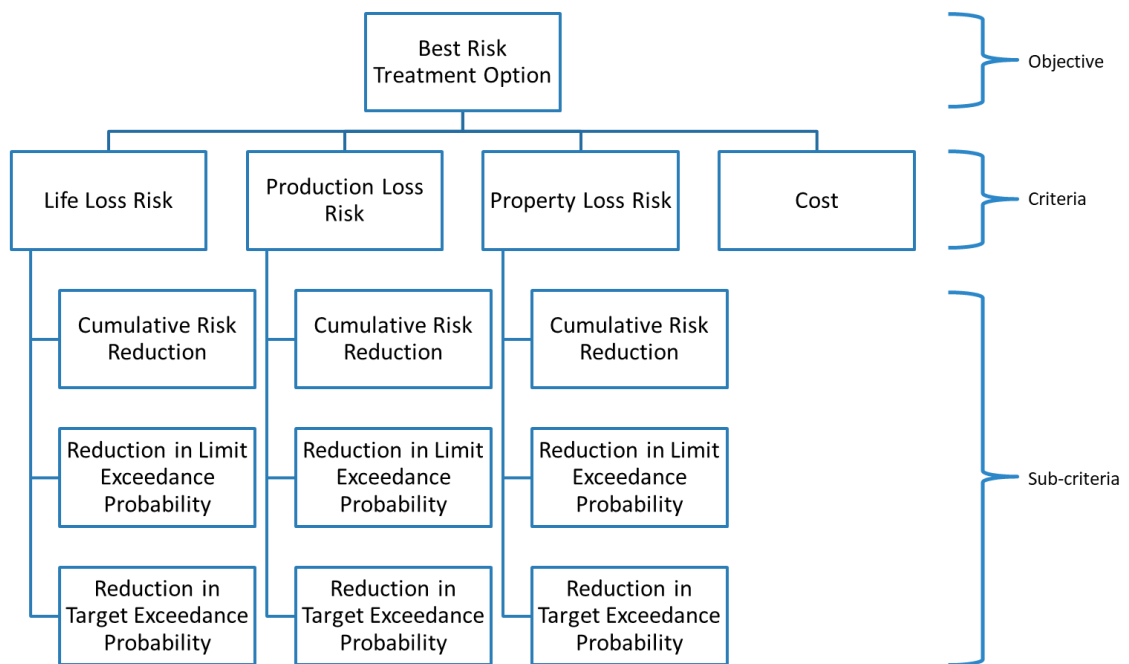 Best Risk
Treatment Option
Objective
Life Loss Risk
Production Loss
Risk
Property Loss Risk
Cost
Criteria
Cumulative Risk
Reduction
Cumulative Risk
Reduction
Cumulative Risk
Reduction
Reduction in Limit
Exceedance
Probability
Reduction in Limit
Exceedance
Probability
Reduction in Limit
Exceedance
Probability
Sub-criteria
Reduction in
Target Exceedance
Probability
Reduction in
Target Exceedance
Probability
Reduction in
Target Exceedance
Probability